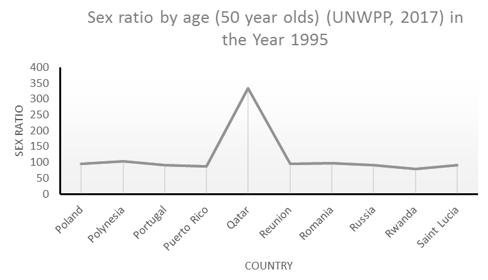 Sex ratio by age (50 year olds) (UNWPP, 2017) in
the Year 1995
400
350
300
250
200
150
100
50
0
SEX RATIO
Poland
Polynesia
Portugal
Puerto Rico
Qatar
Reunion
Romania
Russia
Rwanda
Saint Lucia
COUNTRY